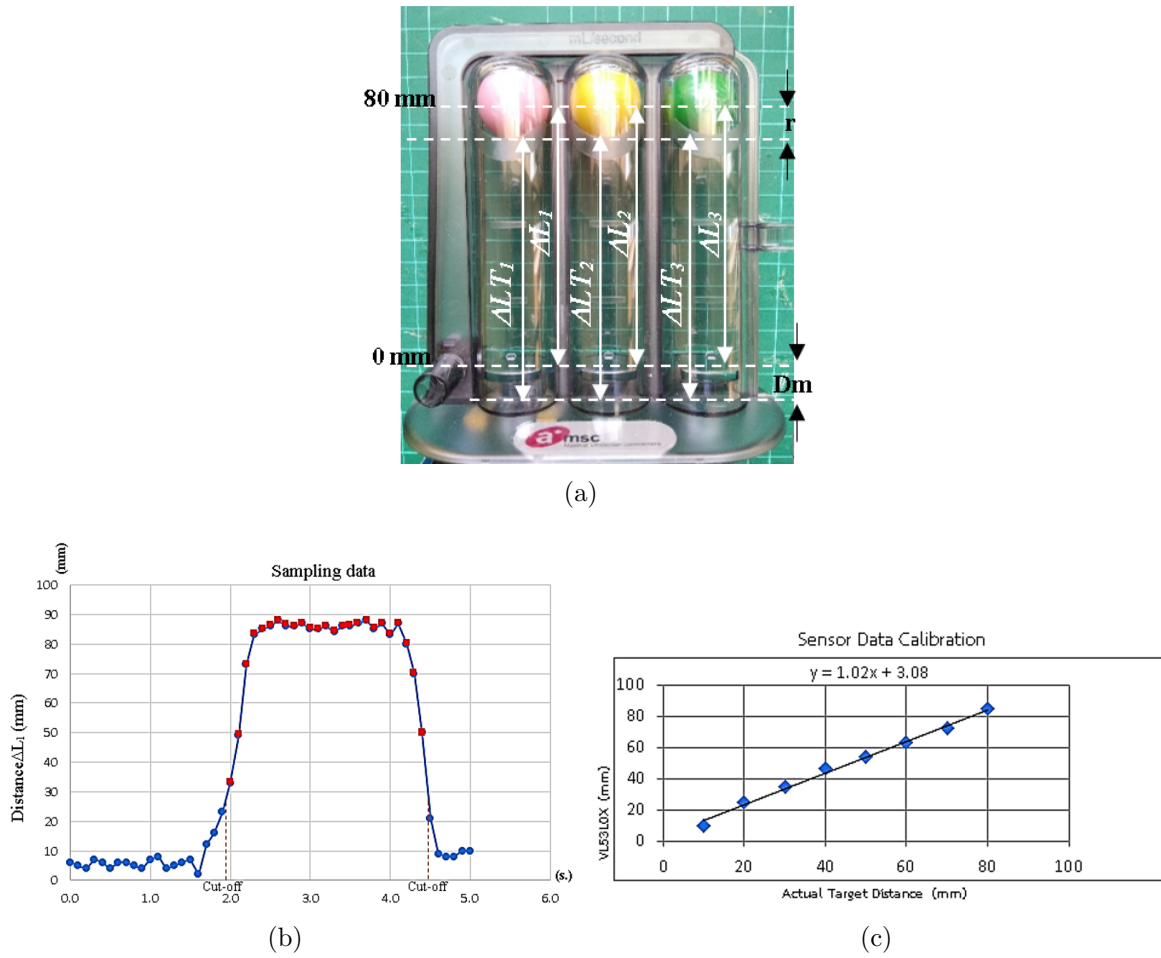 mL/second
80 mm
r
ΔL1
ΔL2
ΔL3
ΔLT1
ΔLT2
ΔLT3
0 mm
Dm
a msc
(a)
(mm)
Sampling data
100
90
80
70
60
50
40
30
20
10
0
DistanceΔL1 (mm)
Cut-off
Cut-off
(s.)
0.0 1.0 2.0 3.0 4.0 5.0 6.0
(b)
Sensor Data Calibration
y = 1.02x + 3.08
100
80
60
40
20
0
VL53L0X (mm)
0 20 40 60 80 100
Actual Target Distance (mm)
(c)